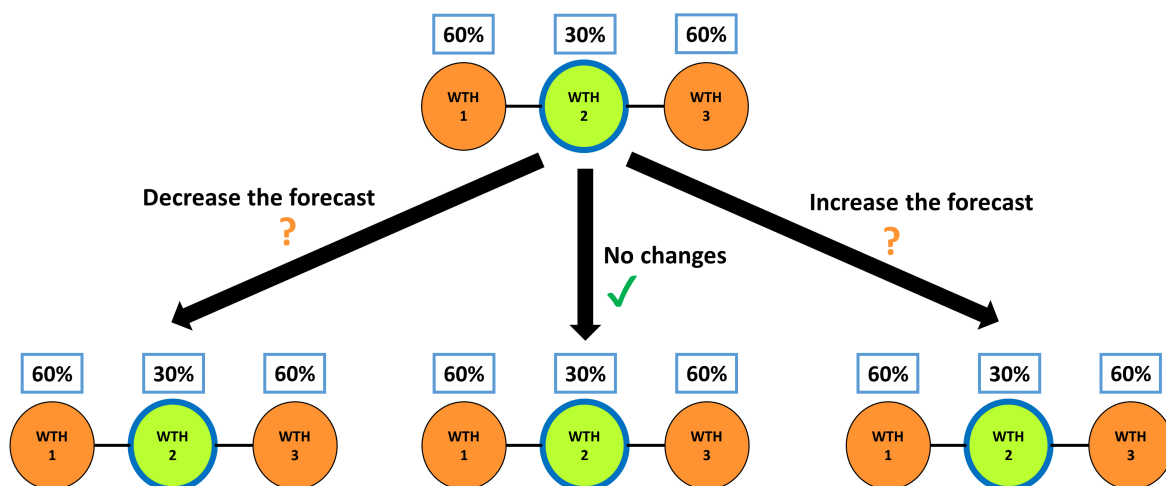 60% 30% 60%
WTH WTH WTH
1 2 3
Decrease the forecast
?
Increase the forecast
?
No changes
60% 30% 60% 60% 30% 60% 60% 30% 60%
WTH WTH WTH WTH WTH WTH WTH WTH WTH
1 2 3 1 2 3 1 2 3